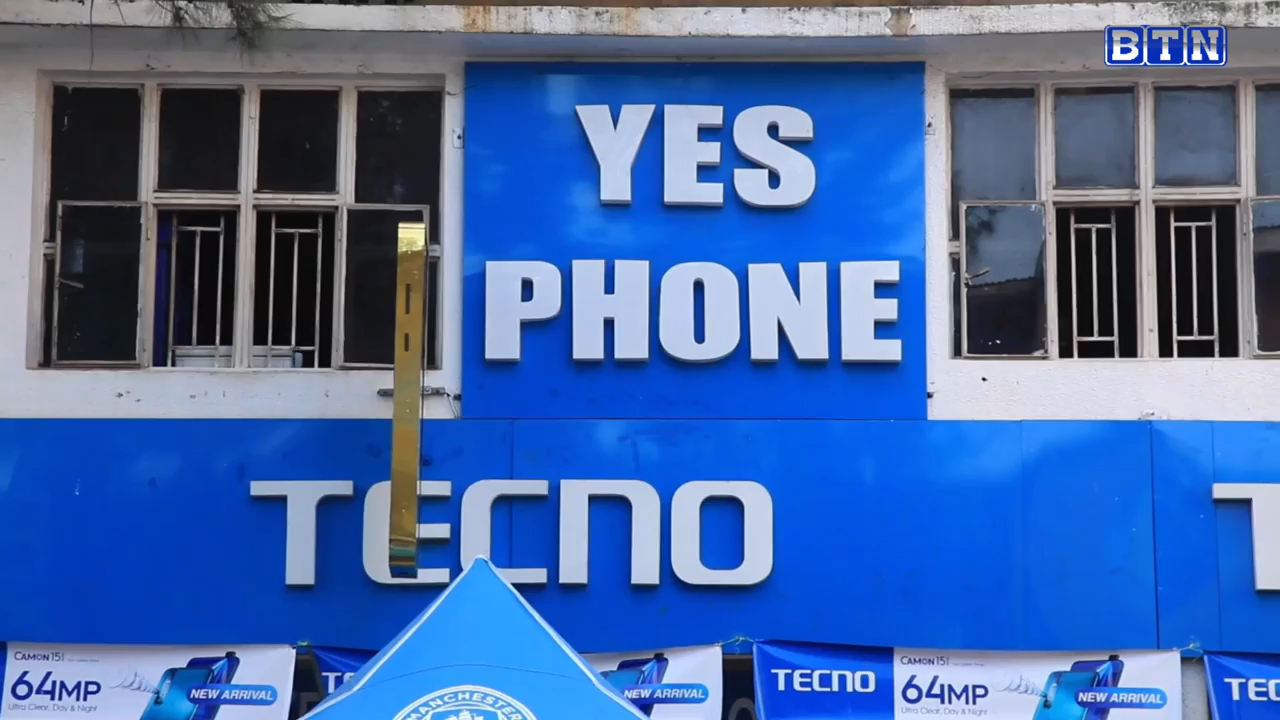 BTN
YES
PHONE
TECNO
T
CAMON 15
64MP
Ultra Clear, Day & Night
NEW ARRIVAL
NEW ARRIVAL
TECNO
CAMON 15
64MP
Ultra Clear, Day & Night
NEW ARRIVAL
MANCHESTER